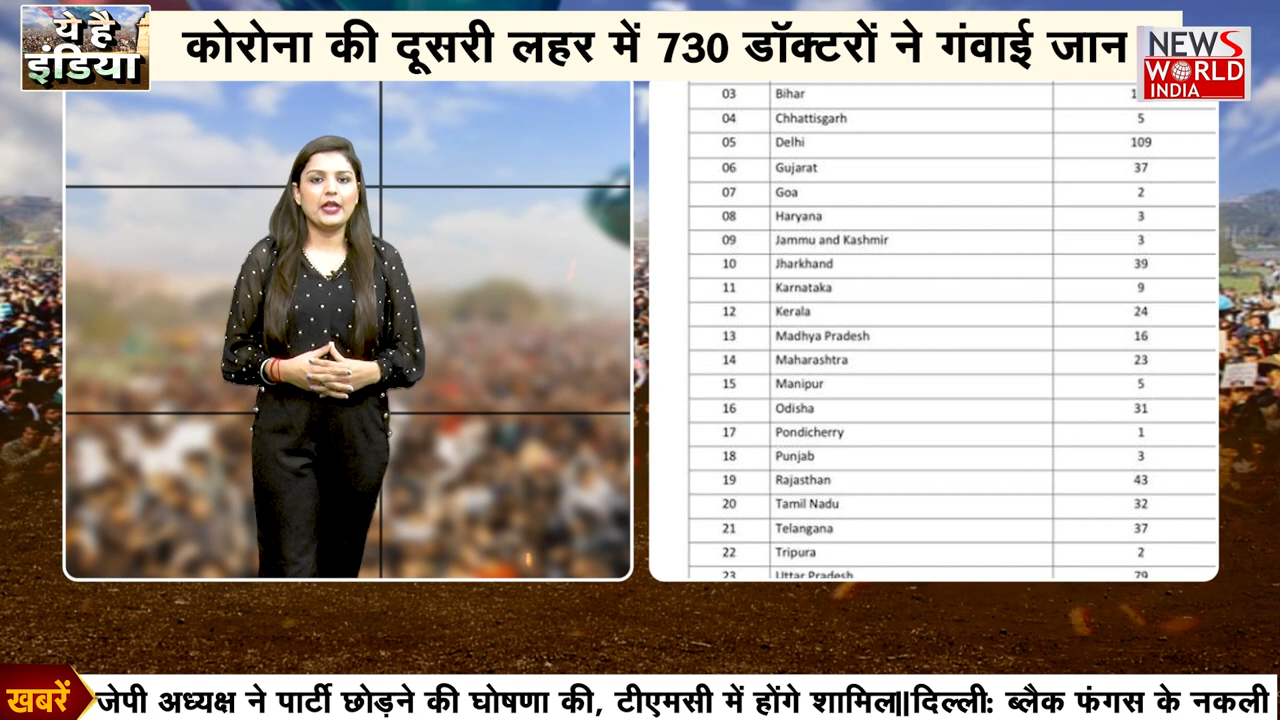 ये है
इंडिया
कोरोना की दूसरी लहर में 730 डॉक्टरों ने गंवाई जान
NEWS
WORLD
INDIA
03 Bihar
04 Chhattisgarh 5
05 Delhi 109
06 Gujarat 37
07 Goa 2
08 Haryana 3
09 Jammu and Kashmir 3
10 Jharkhand 39
11 Karnataka 9
12 Kerala 24
13 Madhya Pradesh 16
14 Maharashtra 23
15 Manipur 5
16 Odisha 31
17 Pondicherry 1
18 Punjab 3
19 Rajasthan 43
20 Tamil Nadu 32
21 Telangana 37
22 Tripura 2
23 Uttar Pradesh 79
खबरें
जेपी अध्यक्ष ने पार्टी छोड़ने की घोषणा की, टीएमसी में होंगे शामिल||दिल्ली: ब्लैक फंगस के नकली